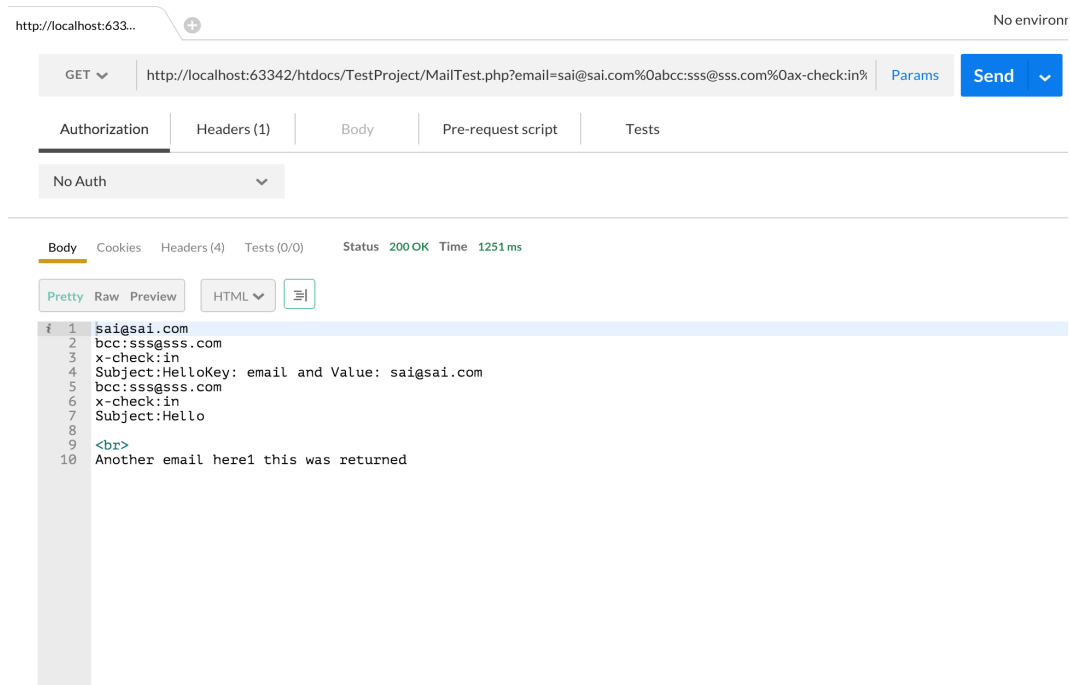 http://localhost:633...
No environm
GET http://localhost:63342/htdocs/TestProject/MailTest.php?email=sai@sai.com%0abcc:sss@sss.com%0ax-check:in% Params Send
Authorization Headers (1) Body Pre-request script Tests
No Auth
Body Cookies Headers (4) Tests (0/0) Status 200 OK Time 1251 ms
Pretty Raw Preview HTML
i 1 sai@sai.com
2 bcc:sss@sss.com
3 x-check:in
4 Subject:HelloKey: email and Value: sai@sai.com
5 bcc:sss@sss.com
6 x-check:in
7 Subject:Hello
8
9 <br>
10 Another email here1 this was returned